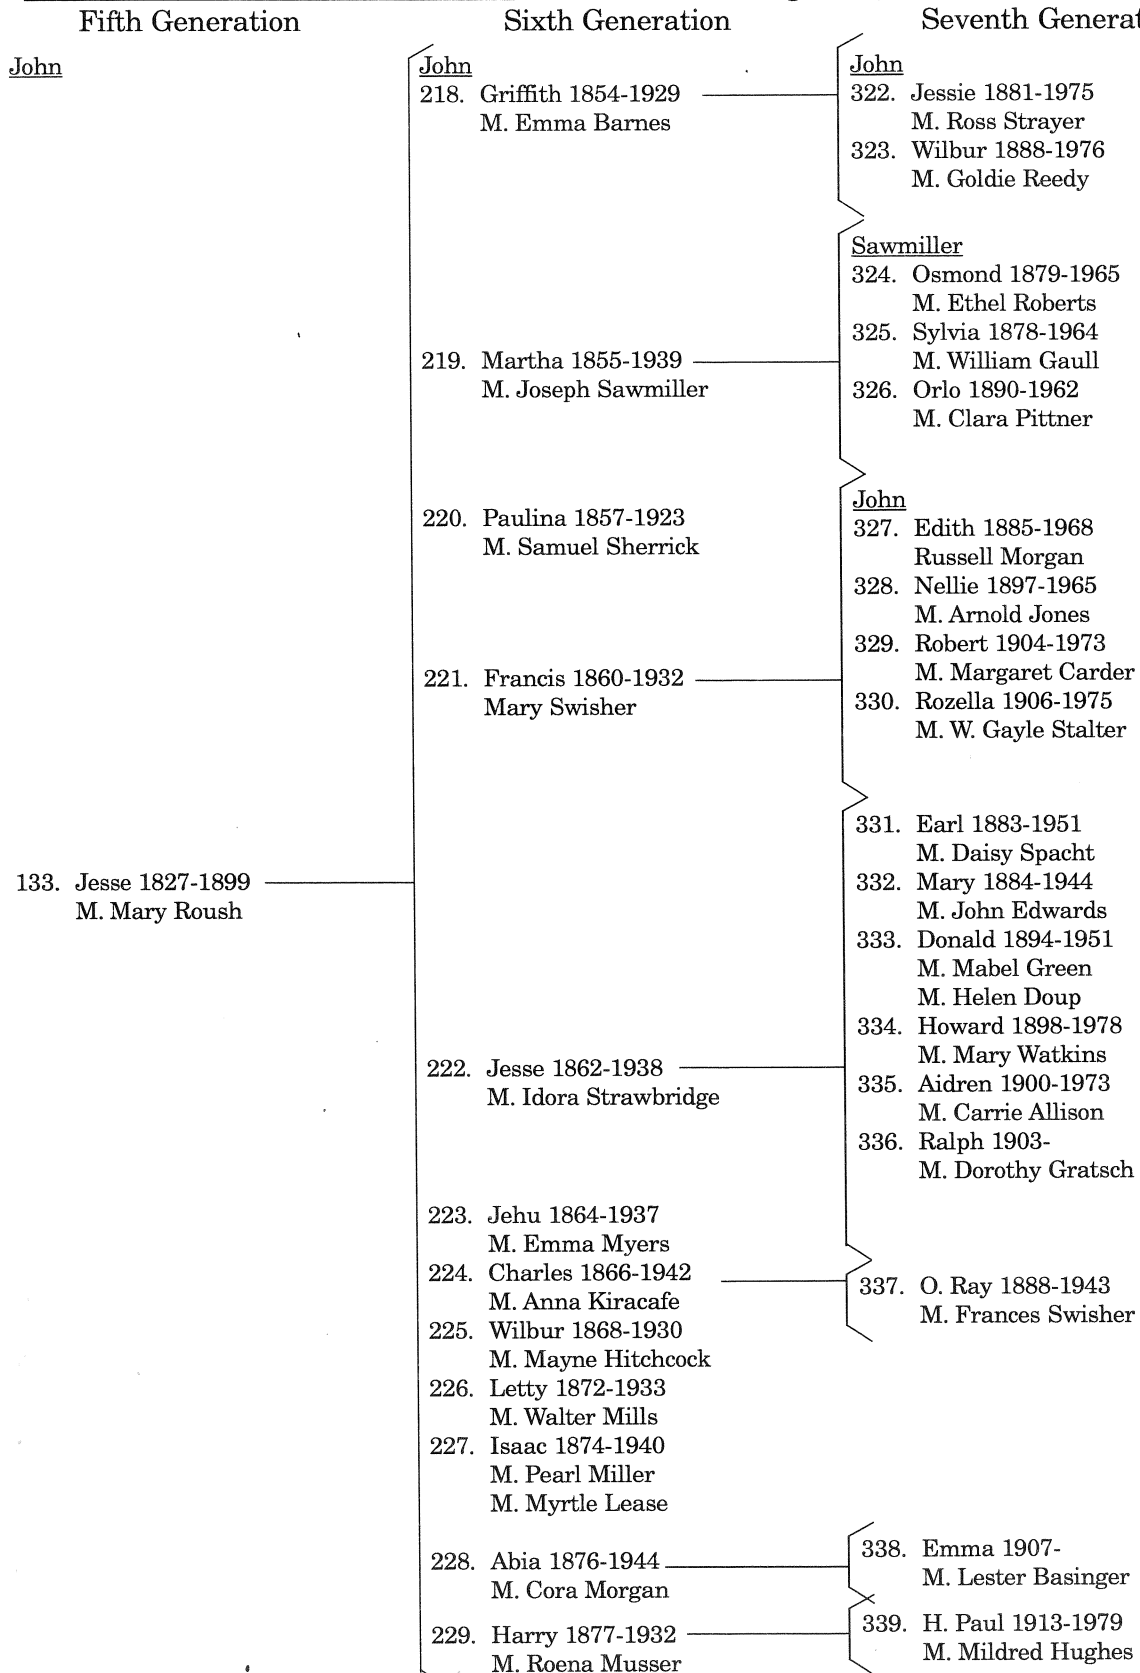 Fifth Generation
Sixth Generation
Seventh Generat
John
133. Jesse 1827-1899
M. Mary Roush
John
218. Griffith 1854-1929
M. Emma Barnes
219. Martha 1855-1939
M. Joseph Sawmiller
220. Paulina 1857-1923
M. Samuel Sherrick
221. Francis 1860-1932
Mary Swisher
222. Jesse 1862-1938
M. Idora Strawbridge
223. Jehu 1864-1937
M. Emma Myers
224. Charles 1866-1942
M. Anna Kiracafe
225. Wilbur 1868-1930
M. Mayne Hitchcock
226. Letty 1872-1933
M. Walter Mills
227. Isaac 1874-1940
M. Pearl Miller
M. Myrtle Lease
228. Abia 1876-1944
M. Cora Morgan
229. Harry 1877-1932
M. Roena Musser
John
322. Jessie 1881-1975
M. Ross Strayer
323. Wilbur 1888-1976
M. Goldie Reedy
Sawmiller
324. Osmond 1879-1965
M. Ethel Roberts
325. Sylvia 1878-1964
M. William Gaull
326. Orlo 1890-1962
M. Clara Pittner
John
327. Edith 1885-1968
Russell Morgan
328. Nellie 1897-1965
M. Arnold Jones
329. Robert 1904-1973
M. Margaret Carder
330. Rozella 1906-1975
M. W. Gayle Stalter
331. Earl 1883-1951
M. Daisy Spacht
332. Mary 1884-1944
M. John Edwards
333. Donald 1894-1951
M. Mabel Green
M. Helen Doup
334. Howard 1898-1978
M. Mary Watkins
335. Aidren 1900-1973
M. Carrie Allison
336. Ralph 1903-
M. Dorothy Gratsch
337. O. Ray 1888-1943
M. Frances Swisher
338. Emma 1907-
M. Lester Basinger
339. H. Paul 1913-1979
M. Mildred Hughes